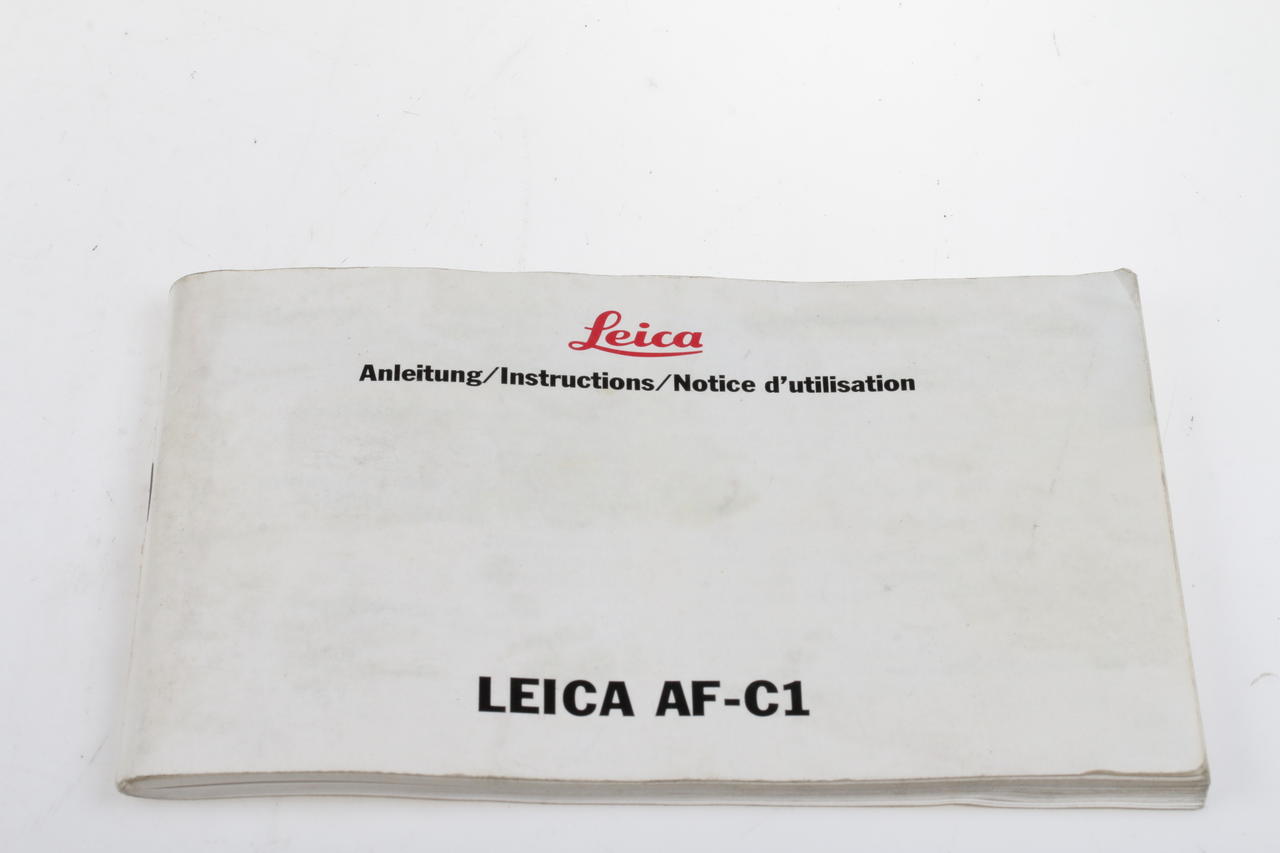 Leica
Anleitung/Instructions/Notice d'utilisation
LEICA AF-C1